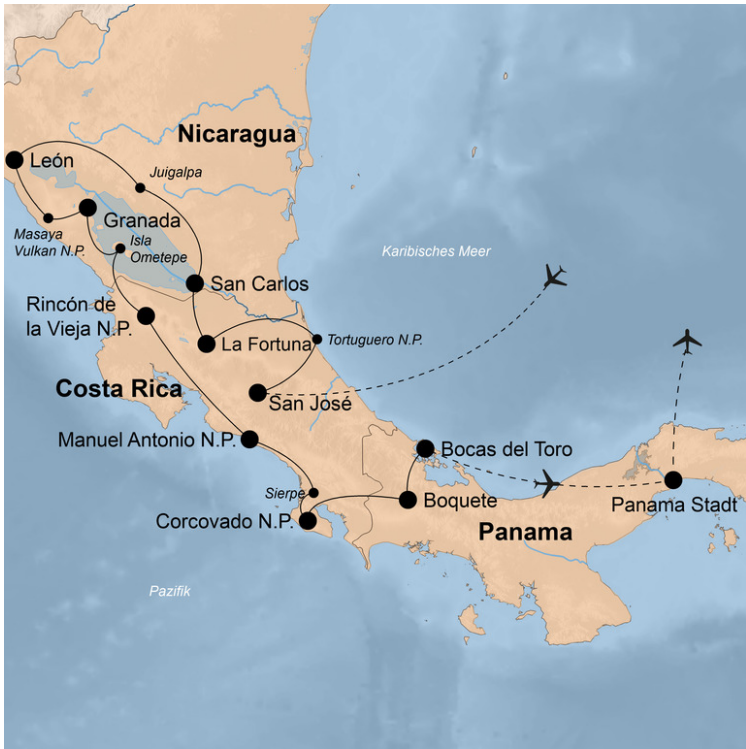 Nicaragua
León
Juigalpa
Granada
Masaya
Vulkan N.P.
Isla
Ometepe
Karibisches Meer
San Carlos
Rincón de
la Vieja N.P.
La Fortuna
Tortuguero N.P.
Costa Rica
San José
Manuel Antonio N.P.
Bocas del Toro
Sierpe
Boquete
Panama Stadt
Corcovado N.P.
Panama
Pazifik